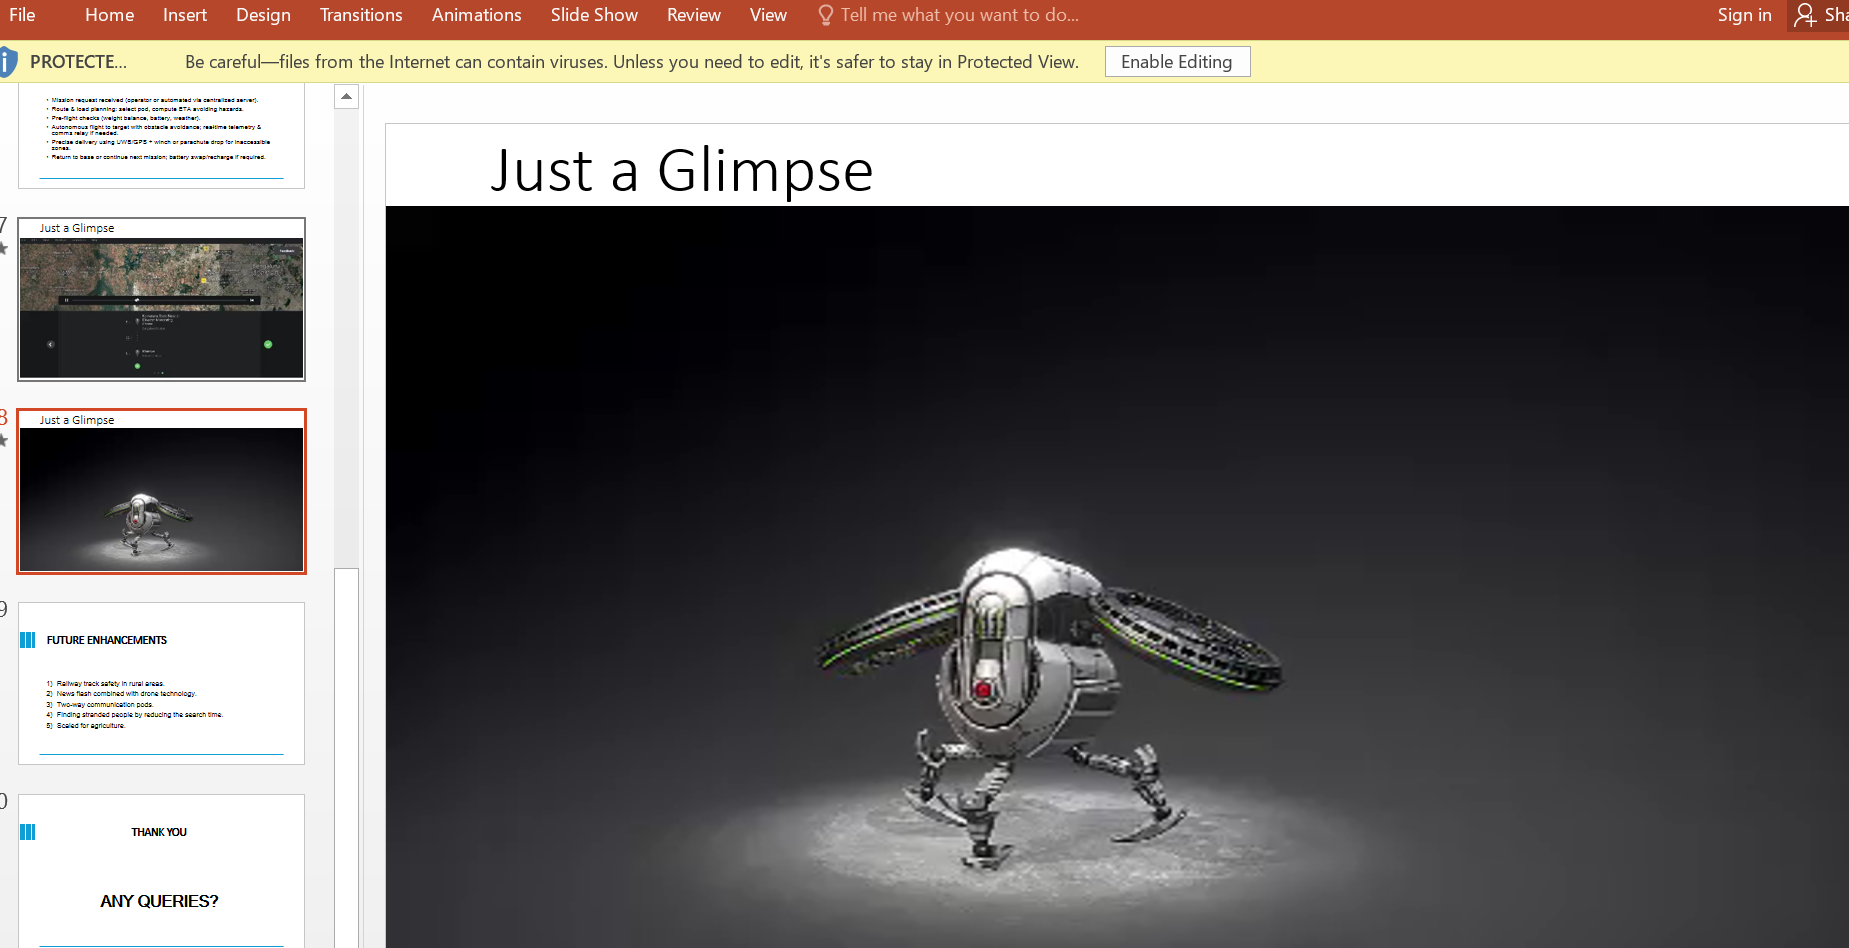 File Home Insert Design Transitions Animations Slide Show Review View Tell me what you want to do... Sign in Sha
PROTECTE... Be careful—files from the Internet can contain viruses. Unless you need to edit, it's safer to stay in Protected View. Enable Editing
• Mission request received (operator or automated via centralized server).
• Route & load planning: select pod, compute ETA avoiding hazards.
• Pre-flight checks (weight balance, battery, weather).
• Autonomous flight to target with obstacle avoidance; real-time telemetry &
comms relay if needed.
• Precise delivery using UWB/GPS + winch or parachute drop for inaccessible
zones.
• Return to base or continue next mission; battery swap/recharge if required.
7
Just a Glimpse
8
Just a Glimpse
9
FUTURE ENHANCEMENTS
1) Railway track safety in rural areas.
2) News flash combined with drone technology.
3) Two-way communication pods.
4) Finding stranded people by reducing the search time.
5) Scaled for agriculture.
0
THANK YOU
ANY QUERIES?
Just a Glimpse